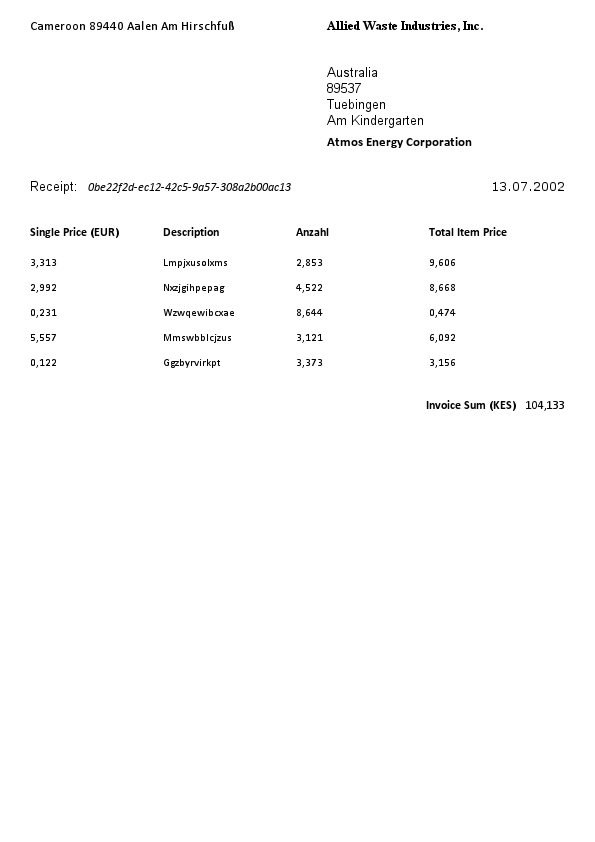 Cameroon 89440 Aalen Am Hirschfuß
Allied Waste Industries, Inc.
Australia
89537
Tuebingen
Am Kindergarten
Atmos Energy Corporation
Receipt: 0be22f2d-ec12-42c5-9a57-308a2b00ac13 13.07.2002
Single Price (EUR) Description Anzahl Total Item Price
3,313 Lmpjxusolxms 2,853 9,606
2,992 Nxzjgihpepag 4,522 8,668
0,231 Wzwqewibcxae 8,644 0,474
5,557 Mmswbblcjzus 3,121 6,092
0,122 Ggzbyrvirkpt 3,373 3,156
Invoice Sum (KES) 104,133